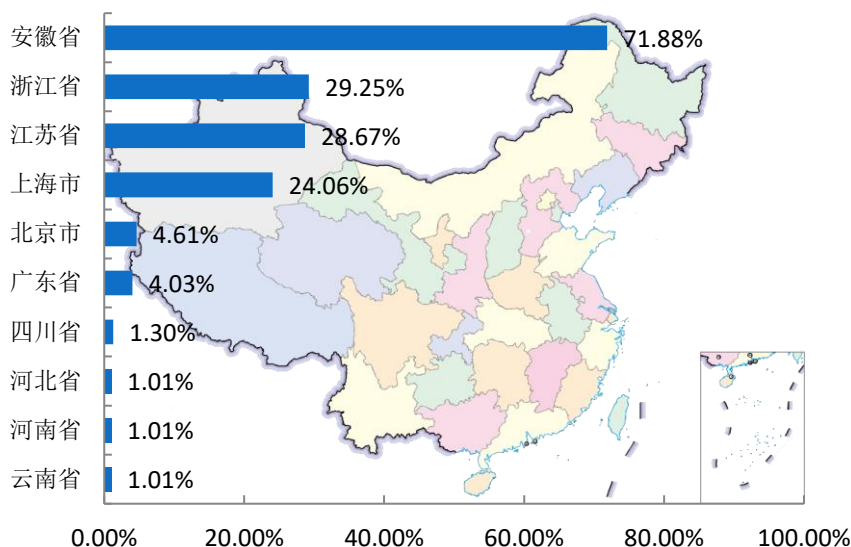 安徽省 71.88%
浙江省 29.25%
江苏省 28.67%
上海市 24.06%
北京市 4.61%
广东省 4.03%
四川省 1.30%
河北省 1.01%
河南省 1.01%
云南省 1.01%
0.00% 20.00% 40.00% 60.00% 80.00% 100.00%